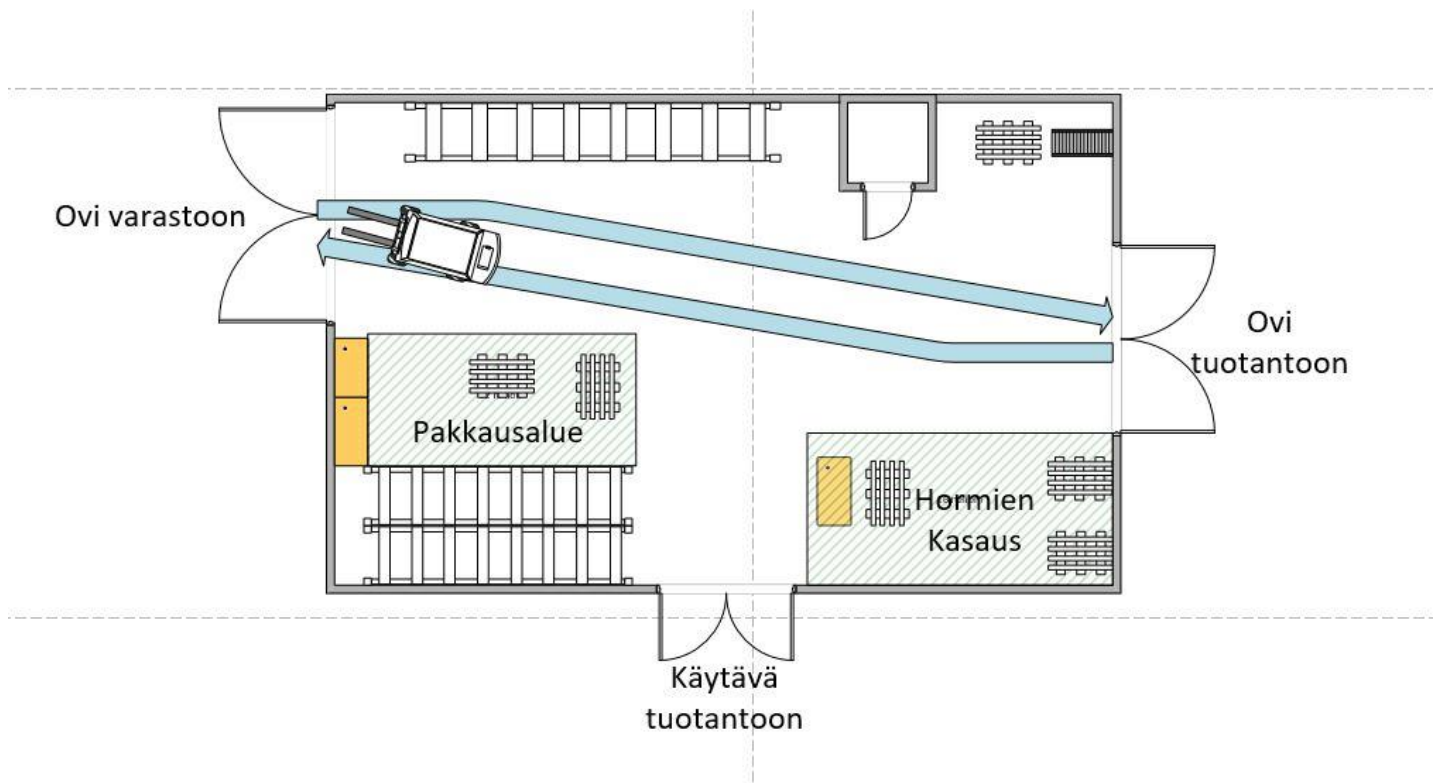 Ovi varastoon
Ovi
tuotantoon
Pakkausalue
Hormien
Kasaus
Käytävä
tuotantoon